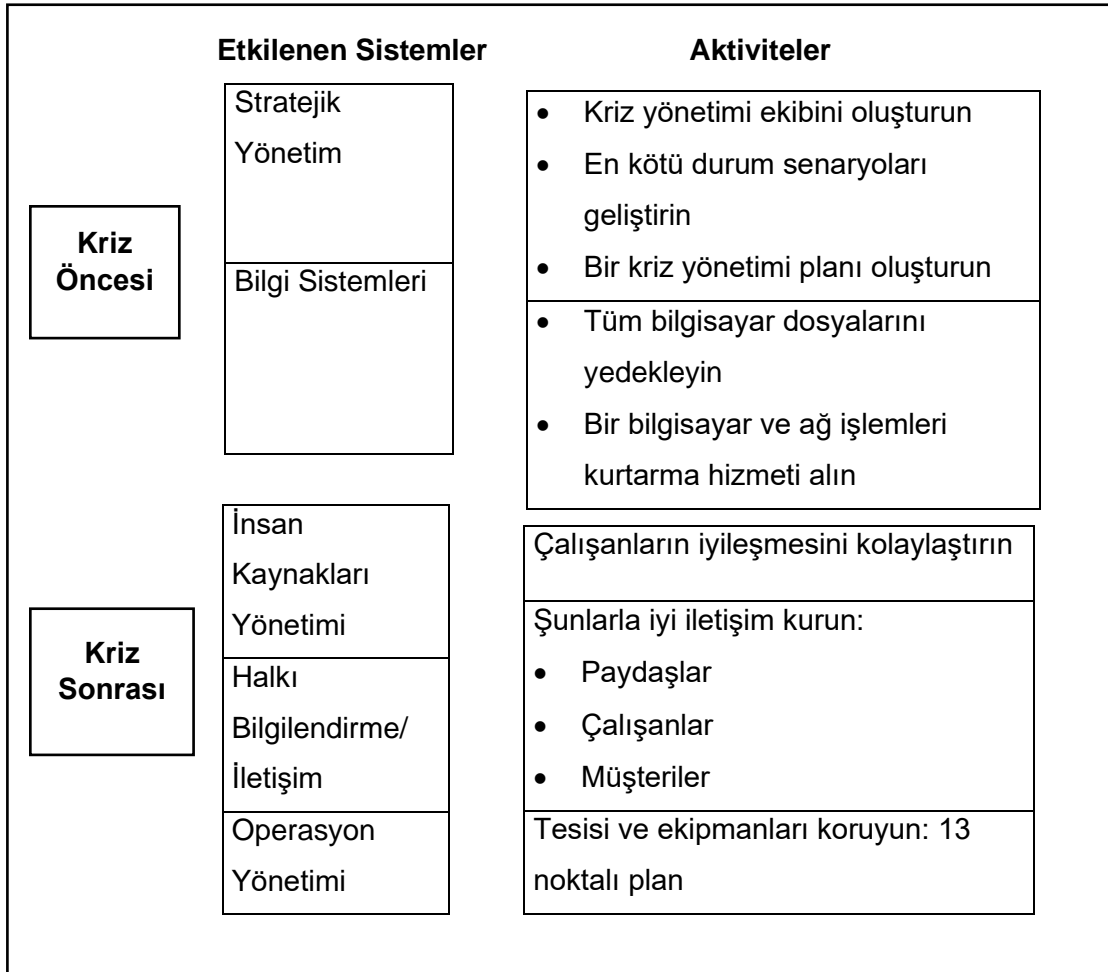 Etkilenen Sistemler
Aktiviteler
Kriz
Öncesi
Stratejik
Yönetim
• Kriz yönetimi ekibini oluşturun
• En kötü durum senaryoları
geliştirin
• Bir kriz yönetimi planı oluşturun
Bilgi Sistemleri
• Tüm bilgisayar dosyalarını
yedekleyin
• Bir bilgisayar ve ağ işlemleri
kurtarma hizmeti alın
Kriz
Sonrası
İnsan
Kaynakları
Yönetimi
Çalışanların iyileşmesini kolaylaştırın
Halkı
Bilgilendirme/
İletişim
Şunlarla iyi iletişim kurun:
• Paydaşlar
• Çalışanlar
• Müşteriler
Operasyon
Yönetimi
Tesisi ve ekipmanları koruyun: 13
noktalı plan